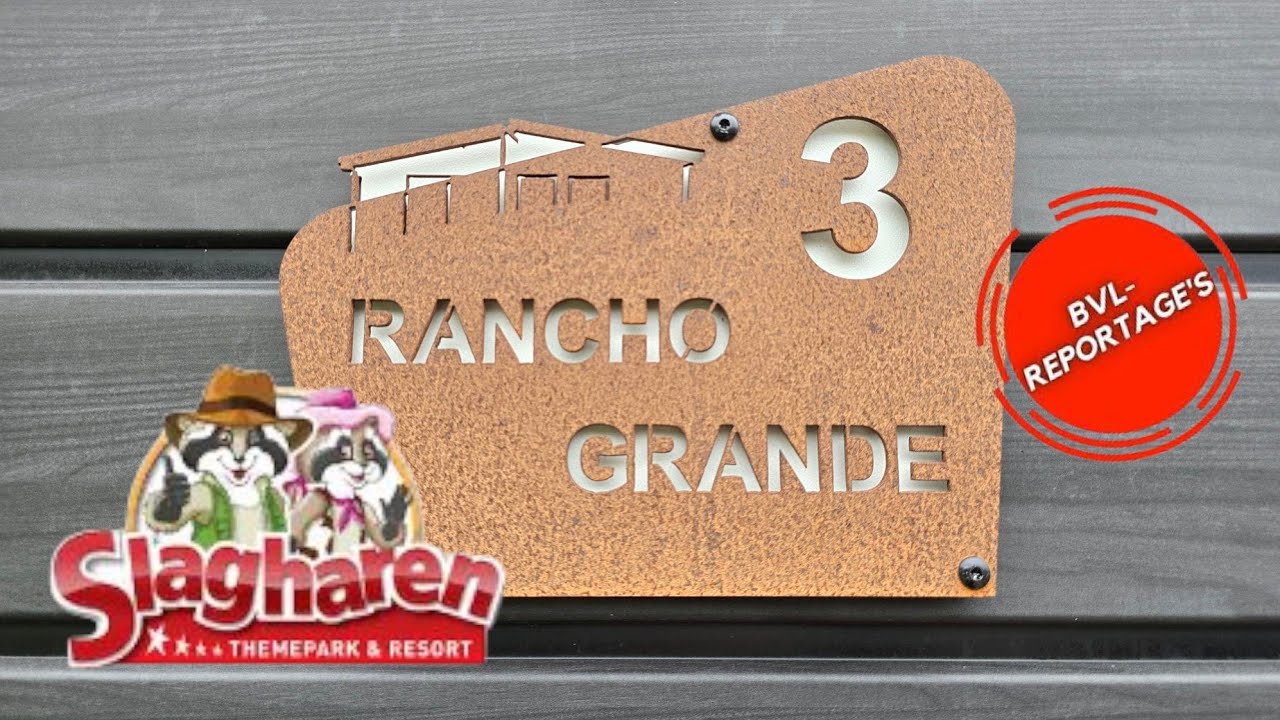 3
RANCHO
GRANDE
BVL-
REPORTAGE'S
Slagharen
THEMEPARK & RESORT